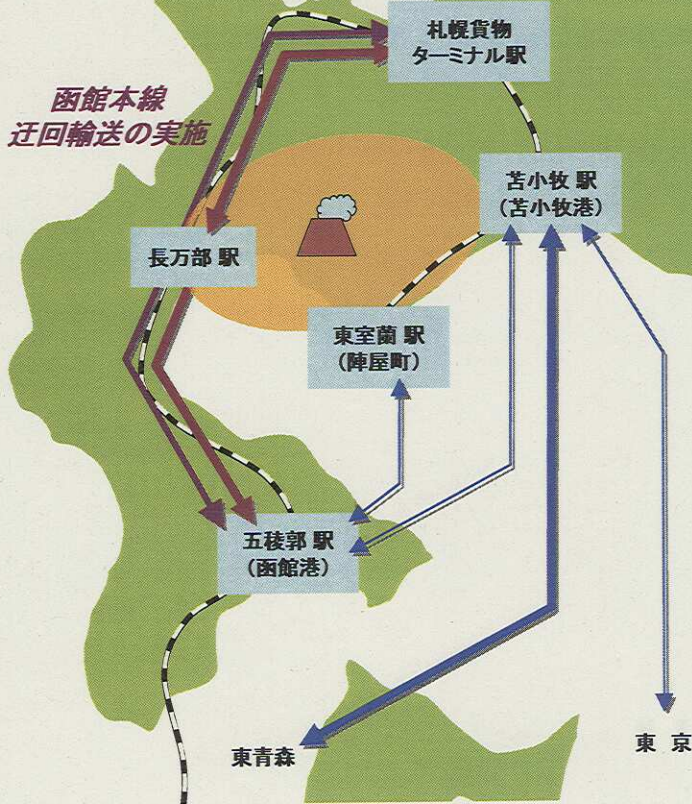 札幌貨物
ターミナル駅
函館本線
迂回輸送の実施
苫小牧 駅
(苫小牧港)
長万部 駅
東室蘭 駅
(陣屋町)
五稜郭 駅
(函館港)
東青森
東 京